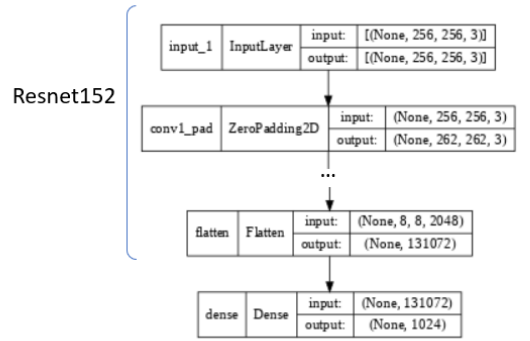 Resnet152
input_1 InputLayer input: [(None, 256, 256, 3)]
output: [(None, 256, 256, 3)]
conv1_pad ZeroPadding2D input: (None, 256, 256, 3)
output: (None, 262, 262, 3)
...
flatten Flatten input: (None, 8, 8, 2048)
output: (None, 131072)
dense Dense input: (None, 131072)
output: (None, 1024)